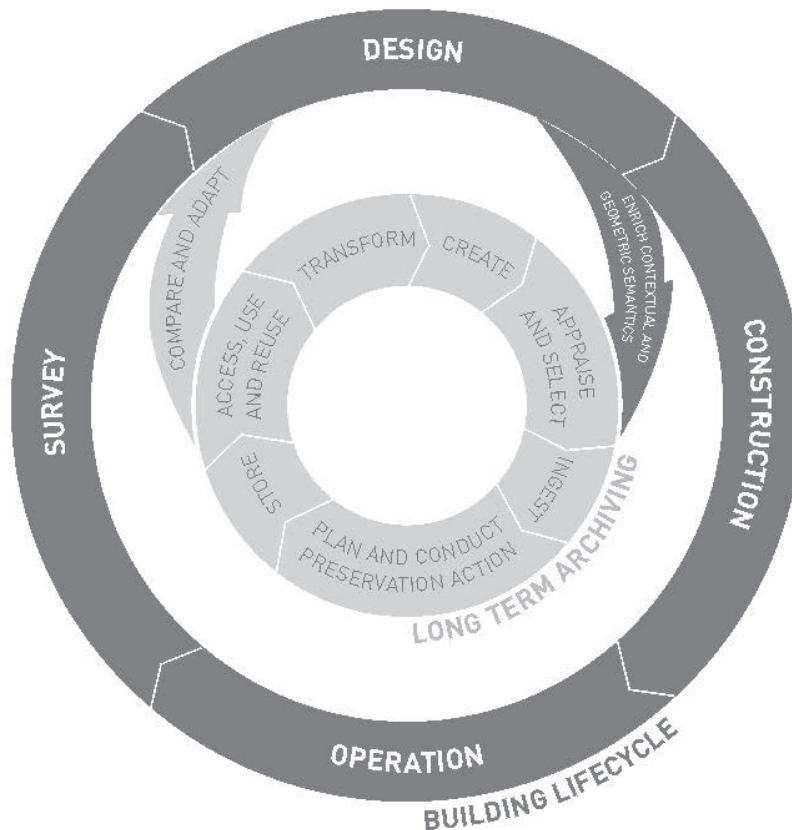 DESIGN
COMPARE AND ADAPT
ENRICH CONTEXTUAL AND
GEOMETRIC SEMANTICS
TRANSFORM
CREATE
ACCESS, USE
AND REUSE
APPRAISE
AND SELECT
SURVEY
CONSTRUCTION
STORE
INGEST
PLAN AND CONDUCT
PRESERVATION ACTION
LONG TERM ARCHIVING
OPERATION
BUILDING LIFECYCLE